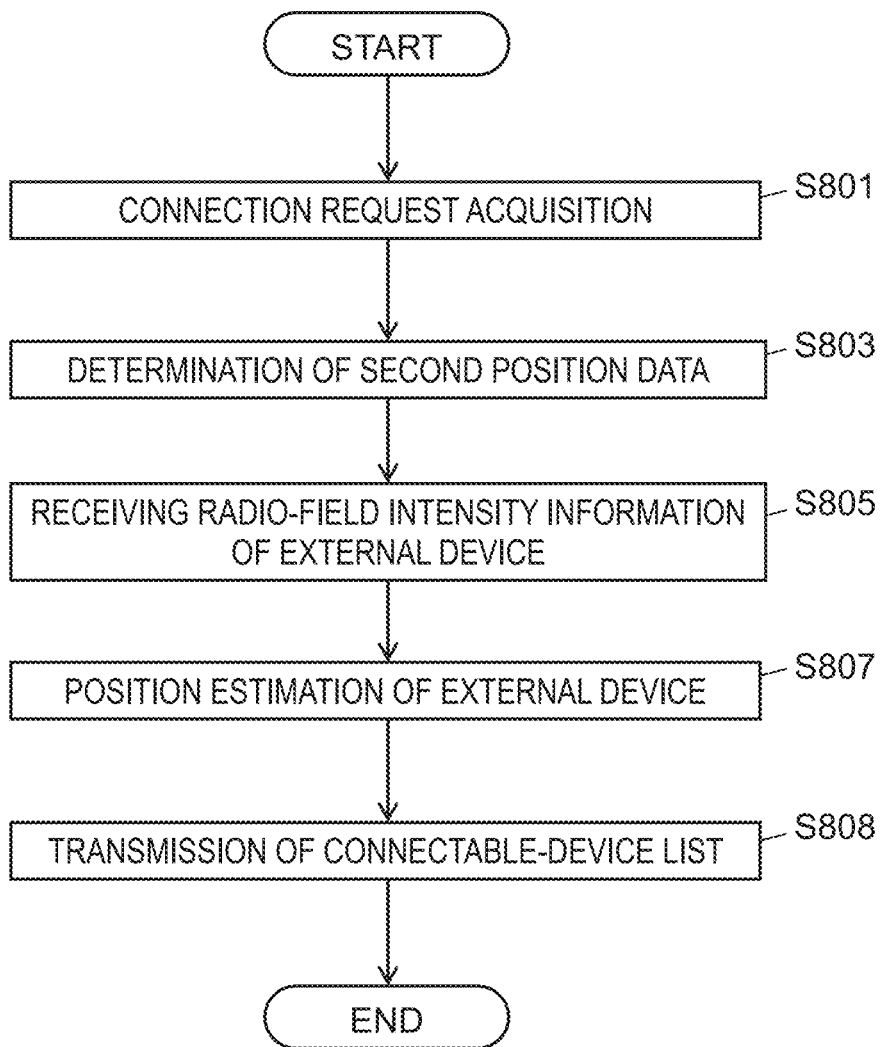 START
CONNECTION REQUEST ACQUISITION
S801
DETERMINATION OF SECOND POSITION DATA
S803
RECEIVING RADIO-FIELD INTENSITY INFORMATION
OF EXTERNAL DEVICE
S805
POSITION ESTIMATION OF EXTERNAL DEVICE
S807
TRANSMISSION OF CONNECTABLE-DEVICE LIST
S808
END